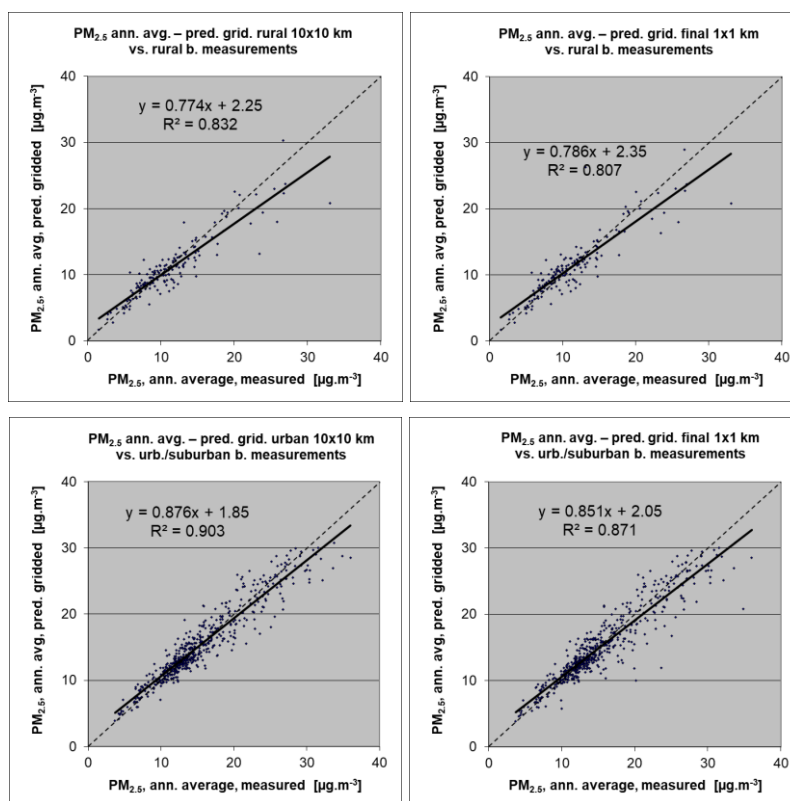 PM₂.₅ ann. avg. – pred. grid. rural 10x10 km
vs. rural b. measurements
PM₂.₅, ann. avg, pred. gridded [µg.m⁻³]
40
30
20
10
0
y = 0.774x + 2.25
R² = 0.832
0 10 20 30 40
PM₂.₅, ann. average, measured [µg.m⁻³]
PM₂.₅ ann. avg. – pred. grid. final 1x1 km
vs. rural b. measurements
PM₂.₅, ann. avg, pred. gridded [µg.m⁻³]
40
30
20
10
0
y = 0.786x + 2.35
R² = 0.807
0 10 20 30 40
PM₂.₅, ann. average, measured [µg.m⁻³]
PM₂.₅ ann. avg. – pred. grid. urban 10x10 km
vs. urb./suburban b. measurements
PM₂.₅, ann. avg, pred. gridded [µg.m⁻³]
40
30
20
10
0
y = 0.876x + 1.85
R² = 0.903
0 10 20 30 40
PM₂.₅, ann. average, measured [µg.m⁻³]
PM₂.₅ ann. avg. – pred. grid. final 1x1 km
vs. urb./suburban b. measurements
PM₂.₅, ann. avg, pred. gridded [µg.m⁻³]
40
30
20
10
0
y = 0.851x + 2.05
R² = 0.871
0 10 20 30 40
PM₂.₅, ann. average, measured [µg.m⁻³]